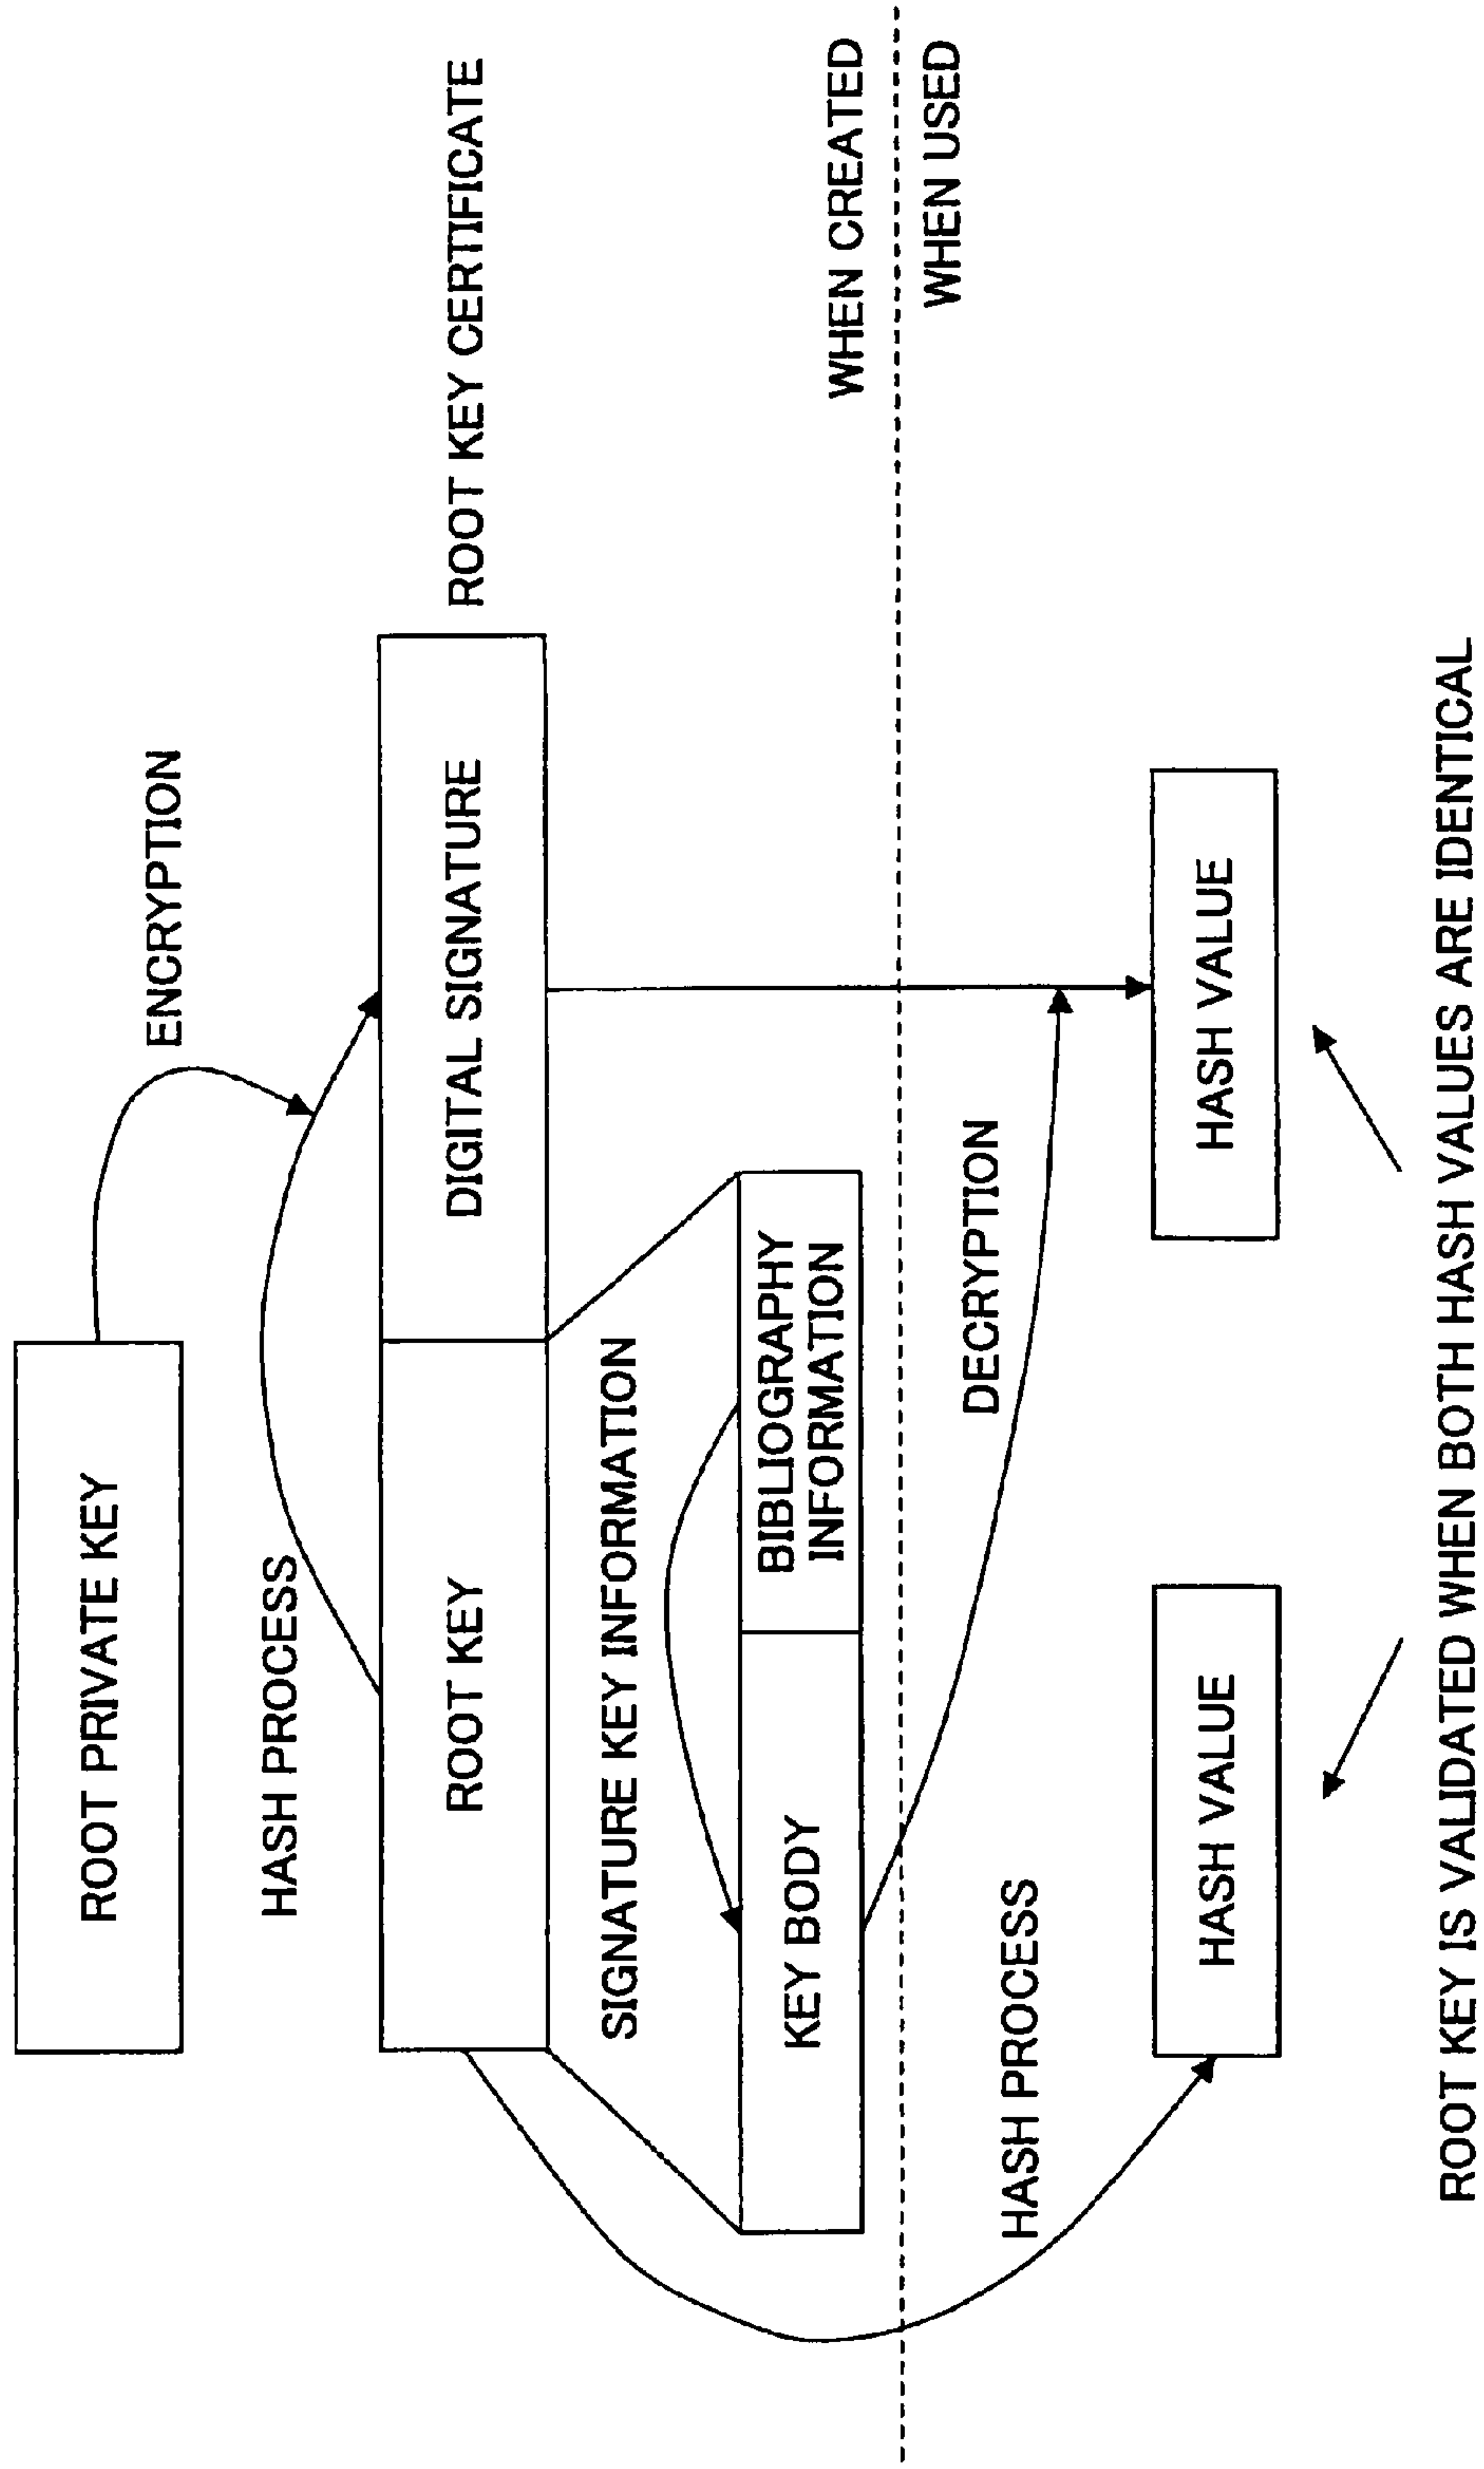 ROOT PRIVATE KEY
ENCRYPTION
HASH PROCESS
ROOT KEY
DIGITAL SIGNATURE
ROOT KEY CERTIFICATE
SIGNATURE KEY INFORMATION
KEY BODY
BIBLIOGRAPHY
INFORMATION
WHEN CREATED
WHEN USED
DECRYPTION
HASH PROCESS
HASH VALUE
HASH VALUE
ROOT KEY IS VALIDATED WHEN BOTH HASH VALUES ARE IDENTICAL